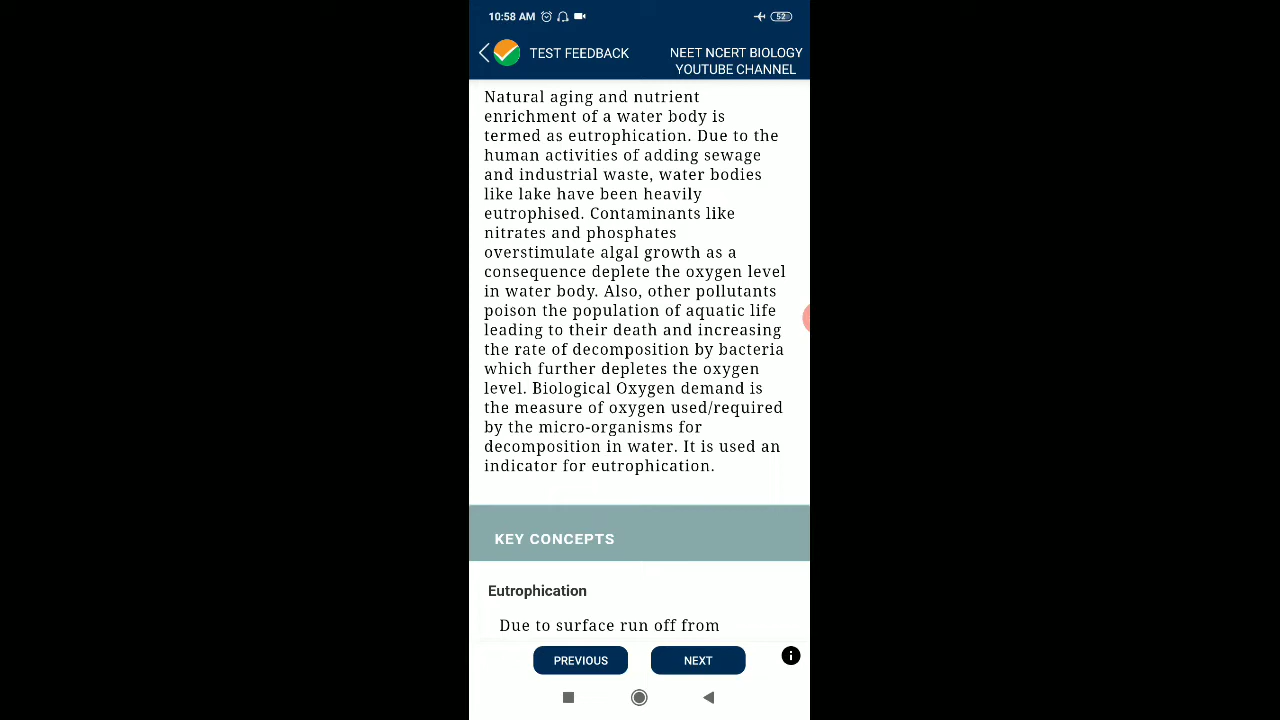 10:58 AM
52
TEST FEEDBACK
NEET NCERT BIOLOGY
YOUTUBE CHANNEL
Natural aging and nutrient
enrichment of a water body is
termed as eutrophication. Due to the
human activities of adding sewage
and industrial waste, water bodies
like lake have been heavily
eutrophised. Contaminants like
nitrates and phosphates
overstimulate algal growth as a
consequence deplete the oxygen level
in water body. Also, other pollutants
poison the population of aquatic life
leading to their death and increasing
the rate of decomposition by bacteria
which further depletes the oxygen
level. Biological Oxygen demand is
the measure of oxygen used/required
by the micro-organisms for
decomposition in water. It is used an
indicator for eutrophication.
KEY CONCEPTS
Eutrophication
Due to surface run off from
PREVIOUS
NEXT